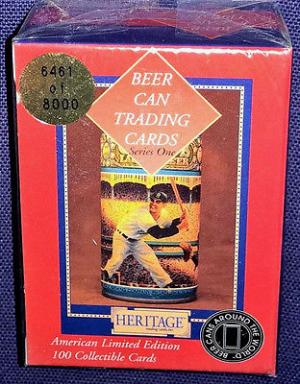 6461
of
8000
BEER
CAN
TRADING
CARDS
Series One
HERITAGE
American Limited Edition
100 Collectible Cards
BEER CANS AROUND THE WORLD